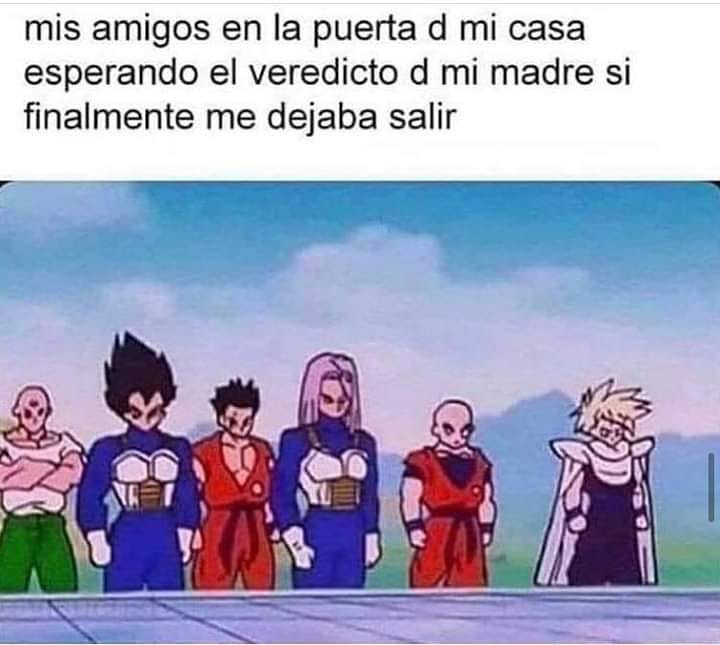 mis amigos en la puerta d mi casa
esperando el veredicto d mi madre si
finalmente me dejaba salir